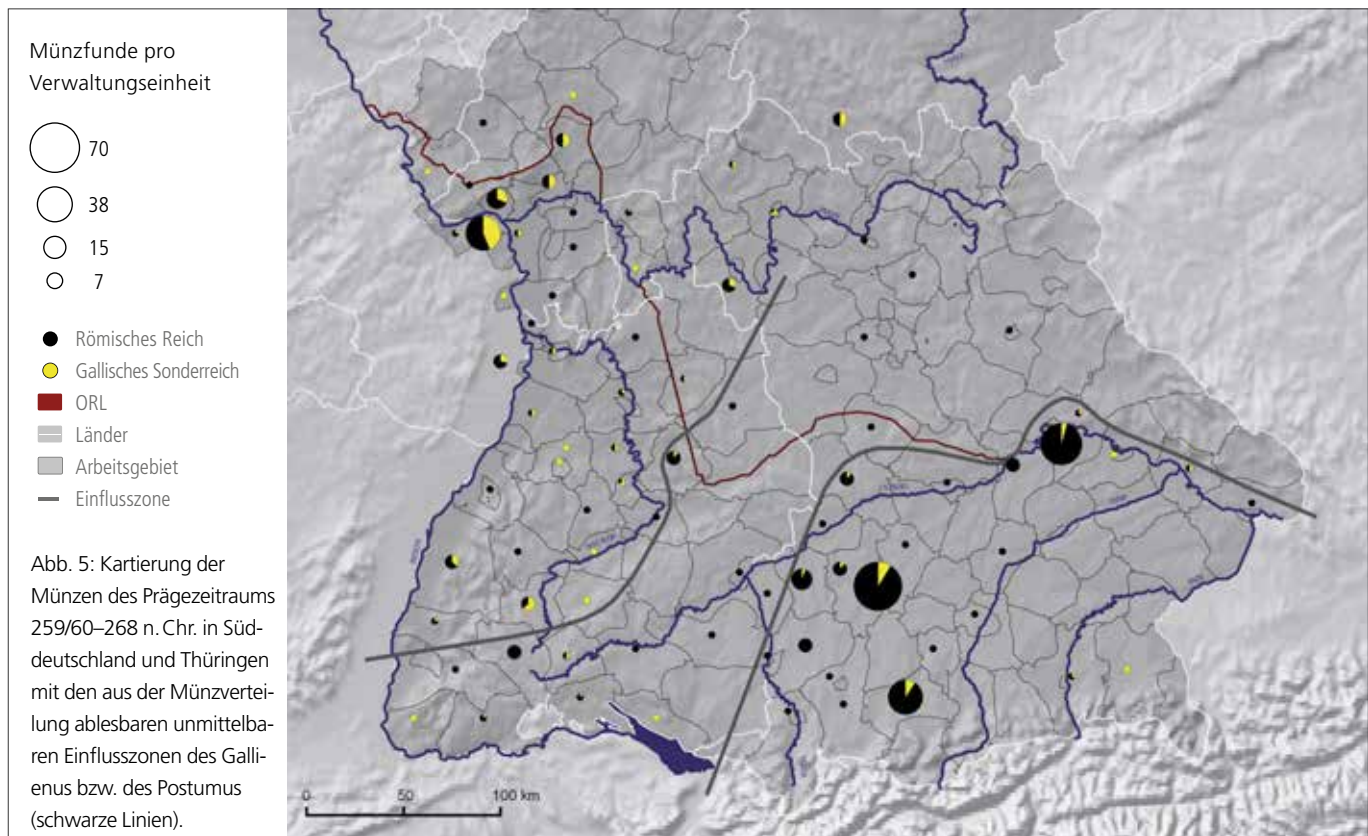 Münzfunde pro
Verwaltungseinheit
70
38
15
7
Römisches Reich
Gallisches Sonderreich
ORL
Länder
Arbeitsgebiet
Einflusszone
Abb. 5: Kartierung der
Münzen des Prägezeitraums
259/60–268 n. Chr. in Süd-
deutschland und Thüringen
mit den aus der Münzvertei-
lung ablesbaren unmittelba-
ren Einflusszonen des Galli-
enus bzw. des Postumus
(schwarze Linien).
0 50 100 km